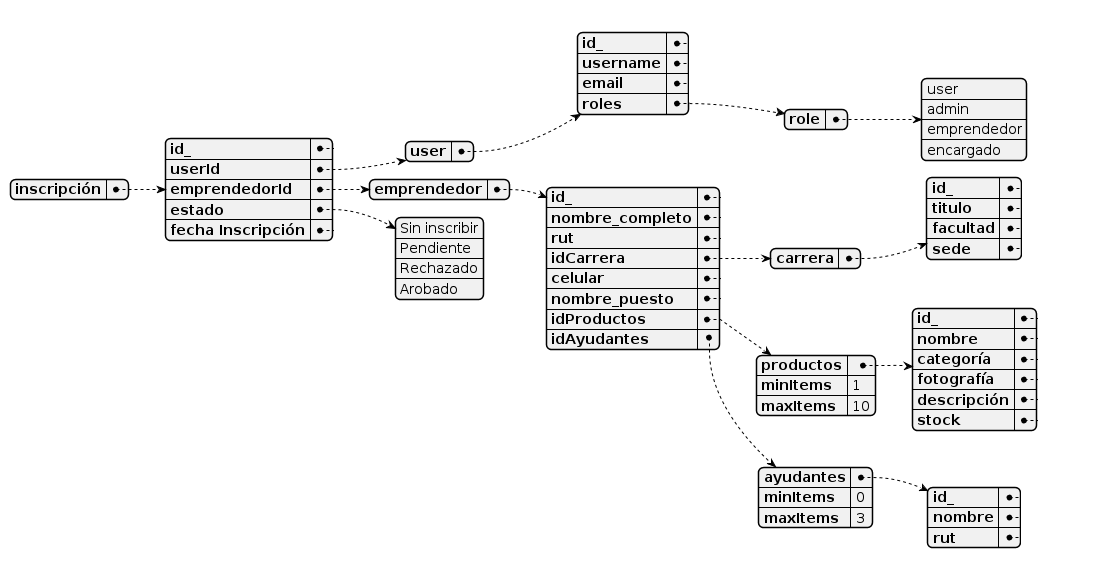 inscripción
id_
userId
emprendedorId
estado
fecha Inscripción
user
id_
username
email
roles
role
user
admin
emprendedor
encargado
emprendedor
id_
nombre_completo
rut
idCarrera
celular
nombre_puesto
idProductos
idAyudantes
carrera
id_
titulo
facultad
sede
productos
minItems 1
maxItems 10
id_
nombre
categoría
fotografía
descripción
stock
ayudantes
minItems 0
maxItems 3
id_
nombre
rut
Sin inscribir
Pendiente
Rechazado
Arobado